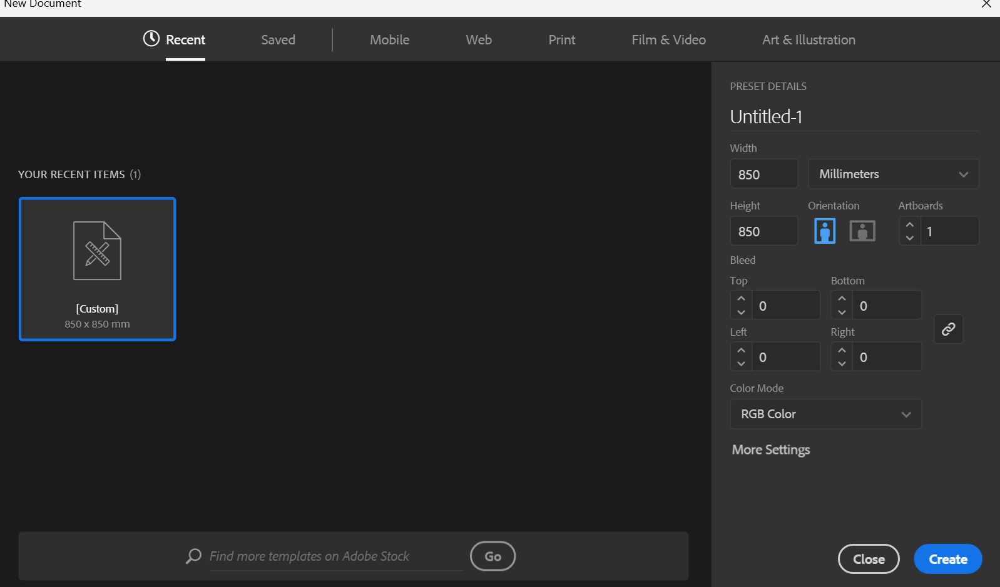 New Document
Recent
Saved
Mobile
Web
Print
Film & Video
Art & Illustration
YOUR RECENT ITEMS (1)
[Custom]
850 x 850 mm
Find more templates on Adobe Stock
Go
PRESET DETAILS
Untitled-1
Width
850
Millimeters
Height
Orientation
Artboards
850
1
Bleed
Top
Bottom
0
0
Left
Right
0
0
Color Mode
RGB Color
More Settings
Close
Create